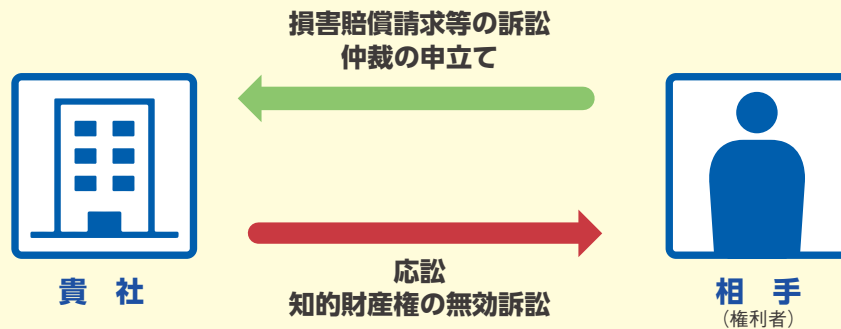 損害賠償請求等の訴訟
仲裁の申立て
応訴
知的財産権の無効訴訟
貴 社
相 手
（権利者）